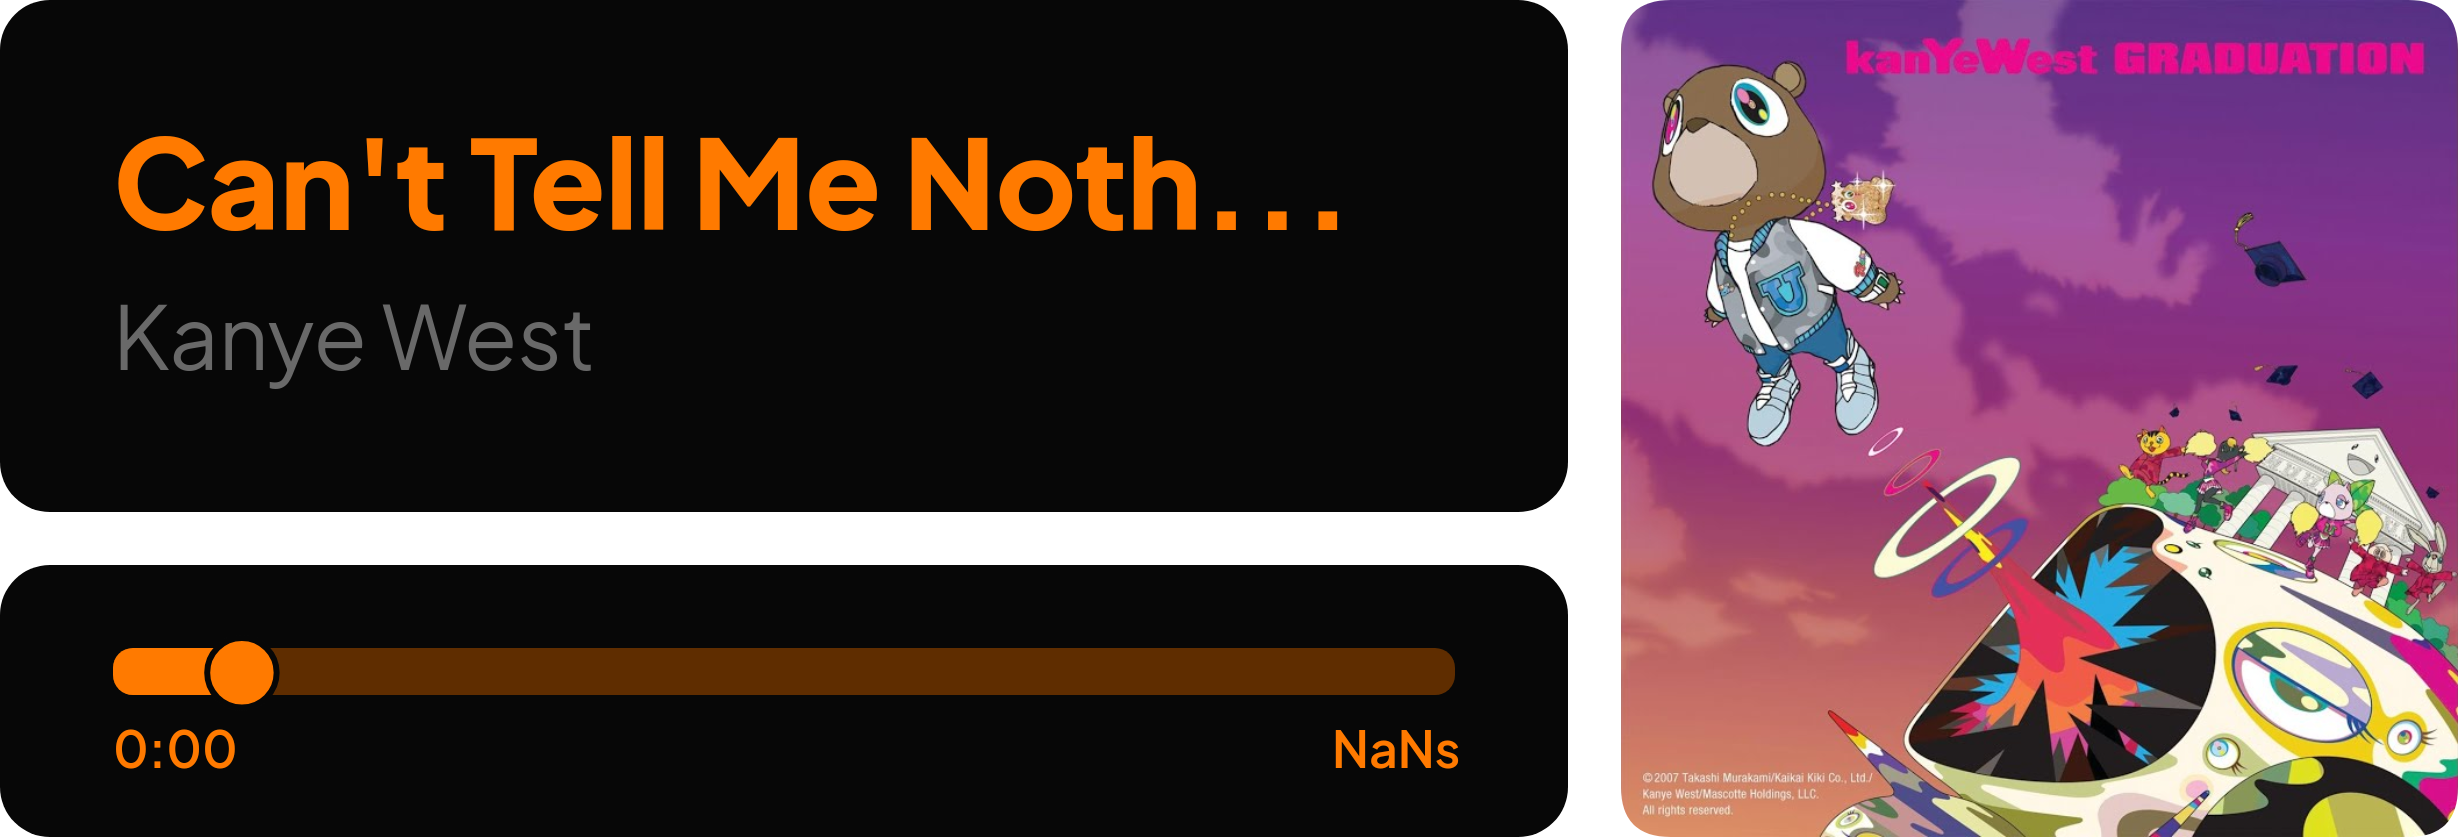 Can't Tell Me Noth...
Kanye West
0:00
NaNs
kanYeWest GRADUATION
U
©2007 Takashi Murakami/Kaikai Kiki Co., Ltd./
Kanye West/Mascotte Holdings, LLC.
All rights reserved.